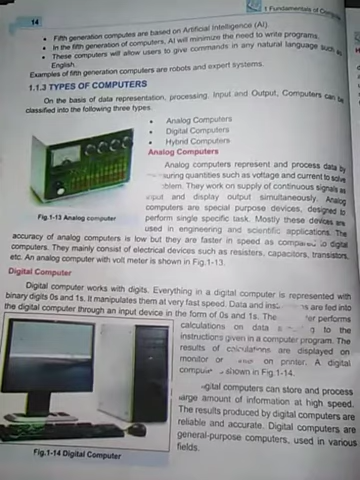 14
1 Fundamentals of
• Fifth generation computes are based on Artificial Intelligence (AI).
• In the fifth generation of computers, AI will minimize the need to write programs.
• These computers will allow users to give commands in any natural language such as
English.
Examples of fifth generation computers are robots and expert systems.
1.1.3 TYPES OF COMPUTERS
On the basis of data representation, processing, Input and Output, Computers can be
classified into the following three types.
• Analog Computers
• Digital Computers
• Hybrid Computers
Analog Computers
Analog computers represent and process data by
suring quantities such as voltage and current to solve
blem. They work on supply of continuous signals as
input and display output simultaneously. Analog
computers are special purpose devices, designed to
perform single specific task. Mostly these devices are
used in engineering and scientific applications. The
Fig.1-13 Analog computer
accuracy of analog computers is low but they are faster in speed as compared to digital
computers. They mainly consist of electrical devices such as resisters, capacitors, transistors,
etc. An analog computer with volt meter is shown in Fig.1-13.
Digital Computer
Digital computer works with digits. Everything in a digital computer is represented with
binary digits 0s and 1s. It manipulates them at very fast speed. Data and ins ns are fed into
the digital computer through an input device in the form of 0s and 1s. The er performs
calculations on data to the
instructions given in a computer program. The
results of calculations are displayed on
monitor or on printer. A digital
compute shown in Fig.1-14.
igital computers can store and process
large amount of information at high speed.
The results produced by digital computers are
reliable and accurate. Digital computers are
general-purpose computers, used in various
fields.
Fig.1-14 Digital Computer